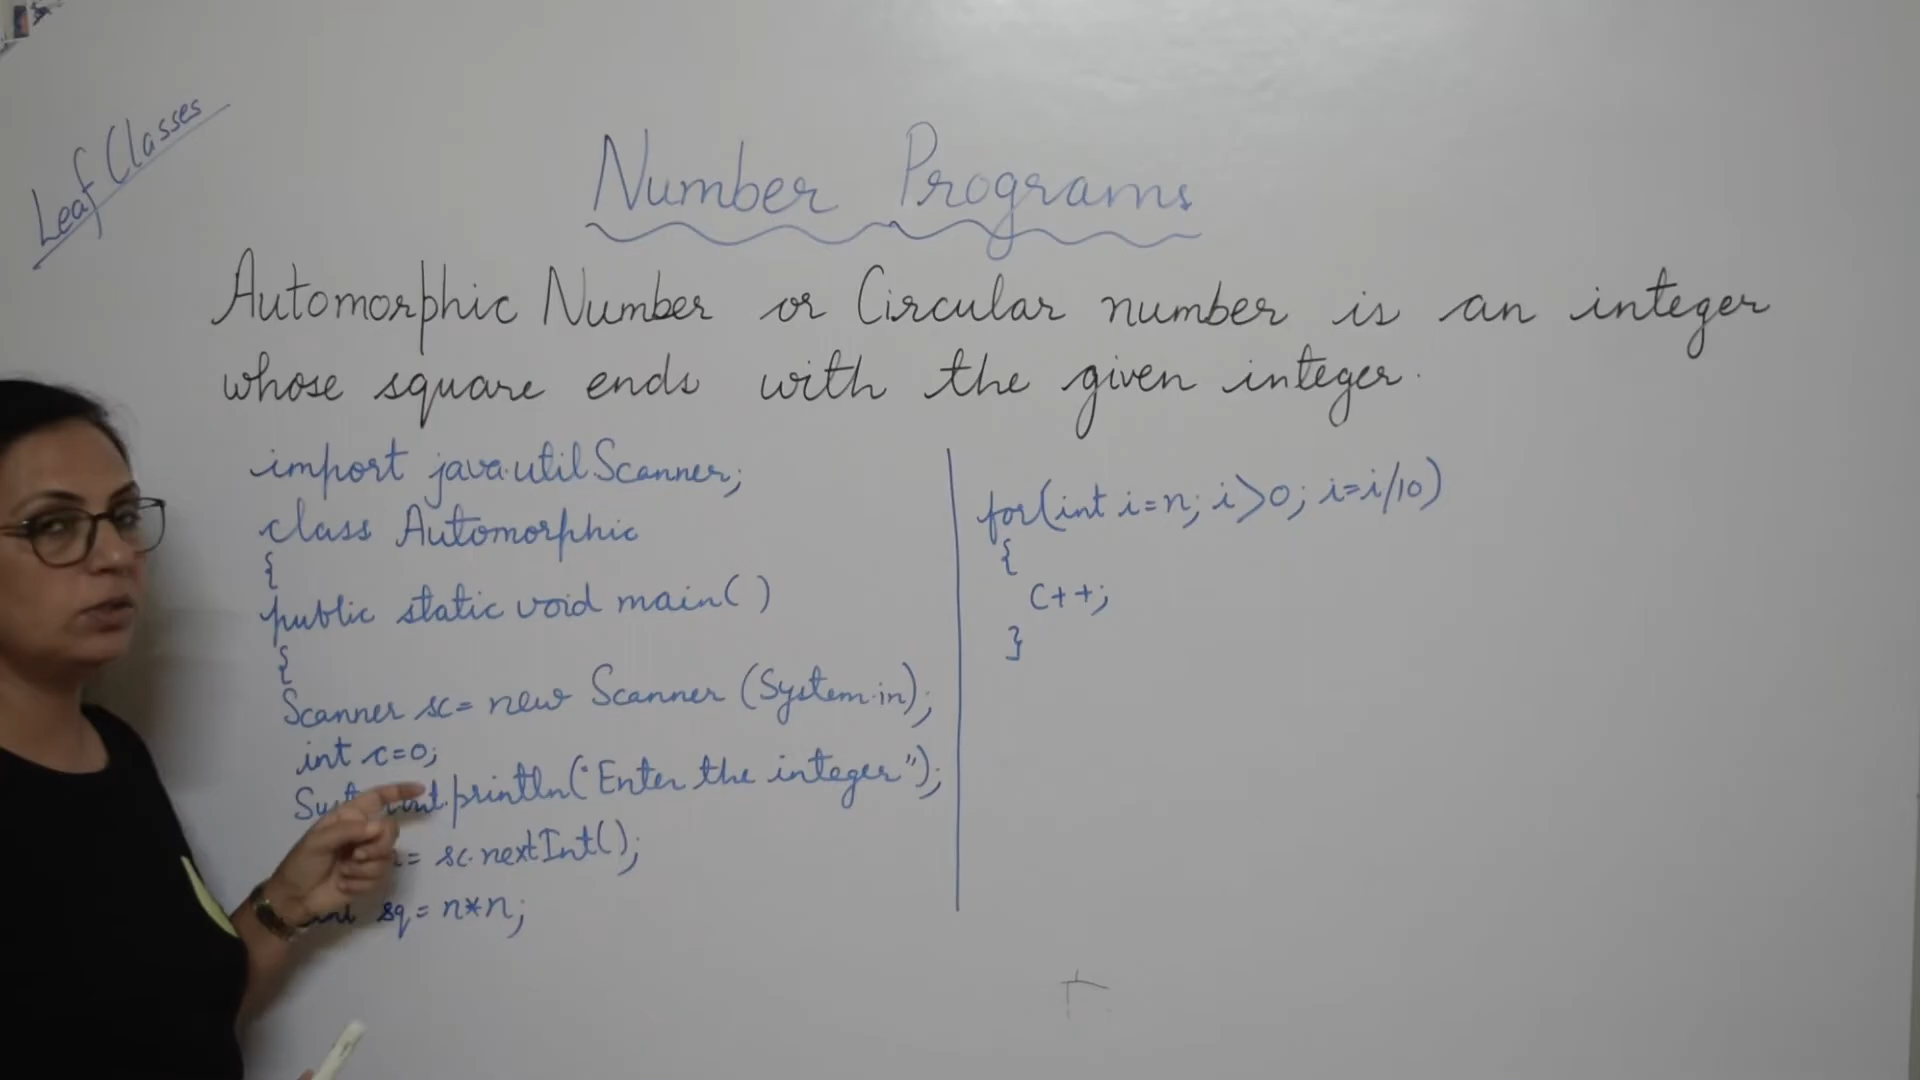 Leaf Classes
Number Programs
Automorphic Number or Circular number is an integer
whose square ends with the given integer.
import java.util.Scanner;
class Automorphic
{
public static void main()
{
Scanner sc= new Scanner (System.in);
int c=0;
println("Enter the integer");
= sc.nextInt();
int sq= n*n;
for(int i=n; i>0; i=i/10)
{
C++;
}